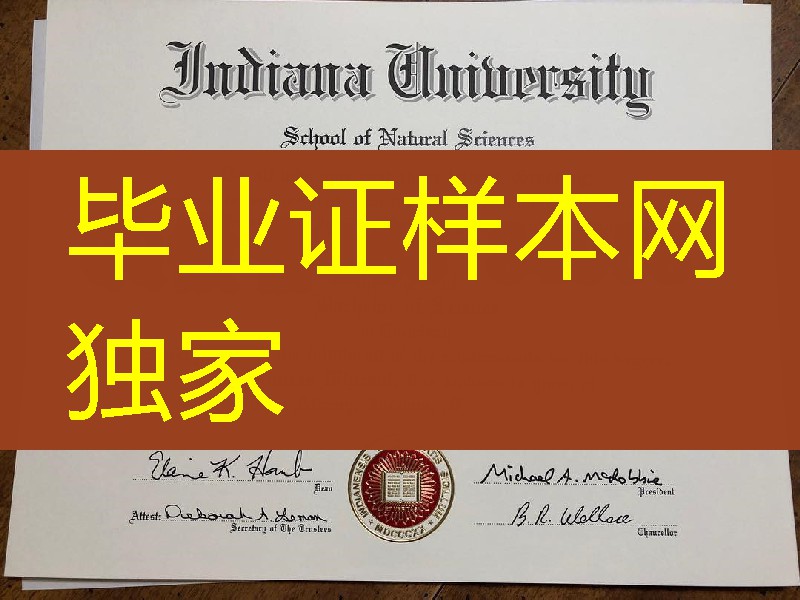 Indiana University
School of Natural Sciences
毕业证样本网
独家
Dean
Michael A. McRobbie
President
Attest:
Secretary of The Trustees
Chancellor
MDCCCXX